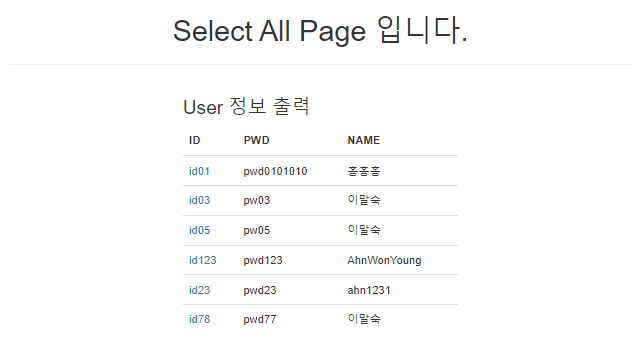 Select All Page 입니다.
User 정보 출력
ID PWD NAME
id01 pwd0101010 홍홍홍
id03 pw03 이말숙
id05 pw05 이말숙
id123 pwd123 AhnWonYoung
id23 pwd23 ahn1231
id78 pwd77 이말숙